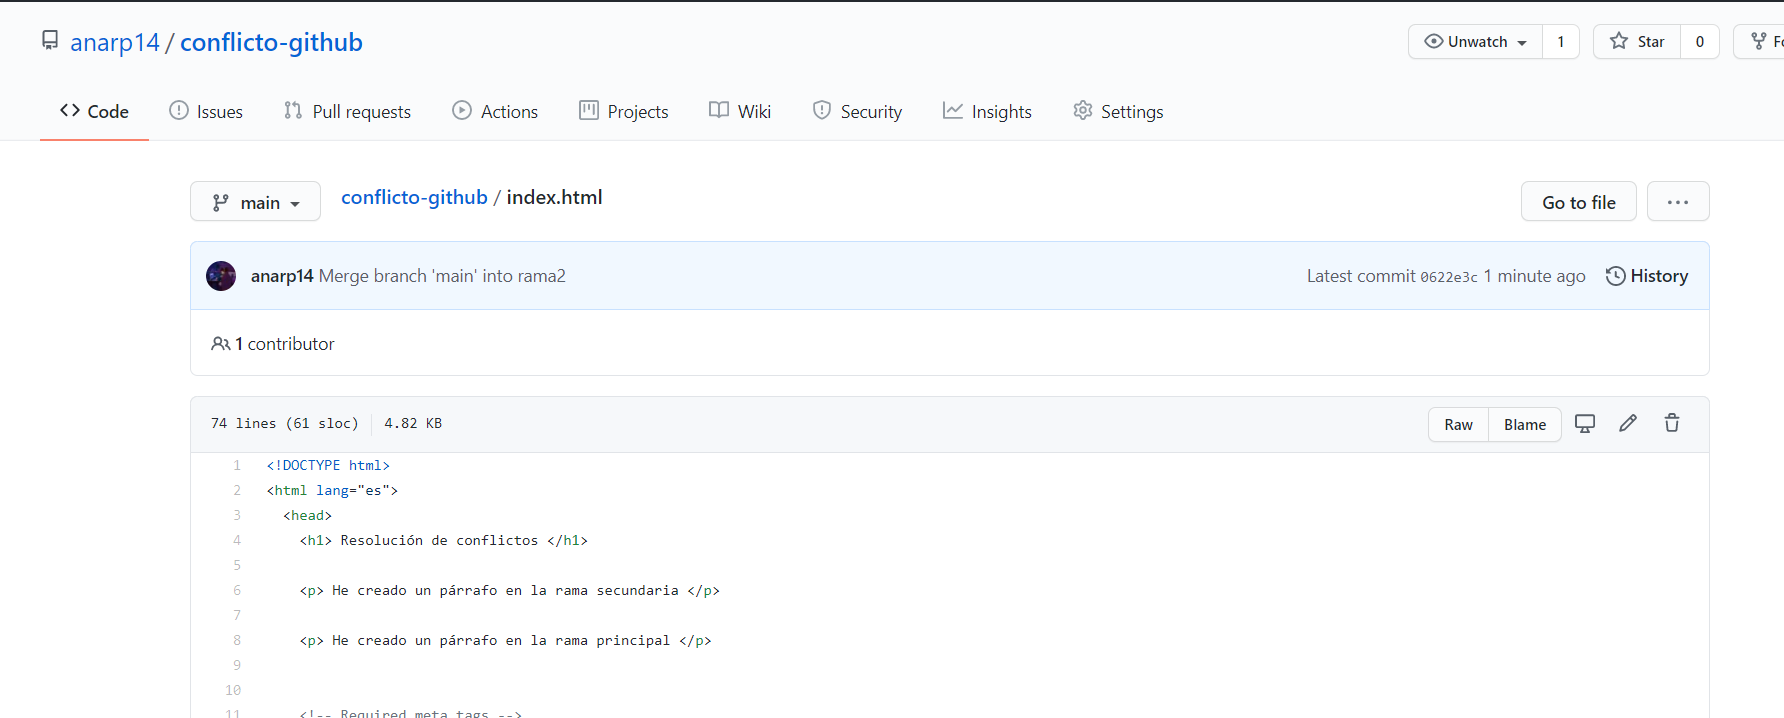 anarp14 / conflicto-github
Unwatch 1 Star 0 Fo
Code Issues Pull requests Actions Projects Wiki Security Insights Settings
main conflicto-github / index.html Go to file
anarp14 Merge branch 'main' into rama2 Latest commit 0622e3c 1 minute ago History
1 contributor
74 lines (61 sloc) 4.82 KB Raw Blame
1 <!DOCTYPE html>
2 <html lang="es">
3 <head>
4 <h1> Resolución de conflictos </h1>
5
6 <p> He creado un párrafo en la rama secundaria </p>
7
8 <p> He creado un párrafo en la rama principal </p>
9
10
11 <!-- Required meta tags -->